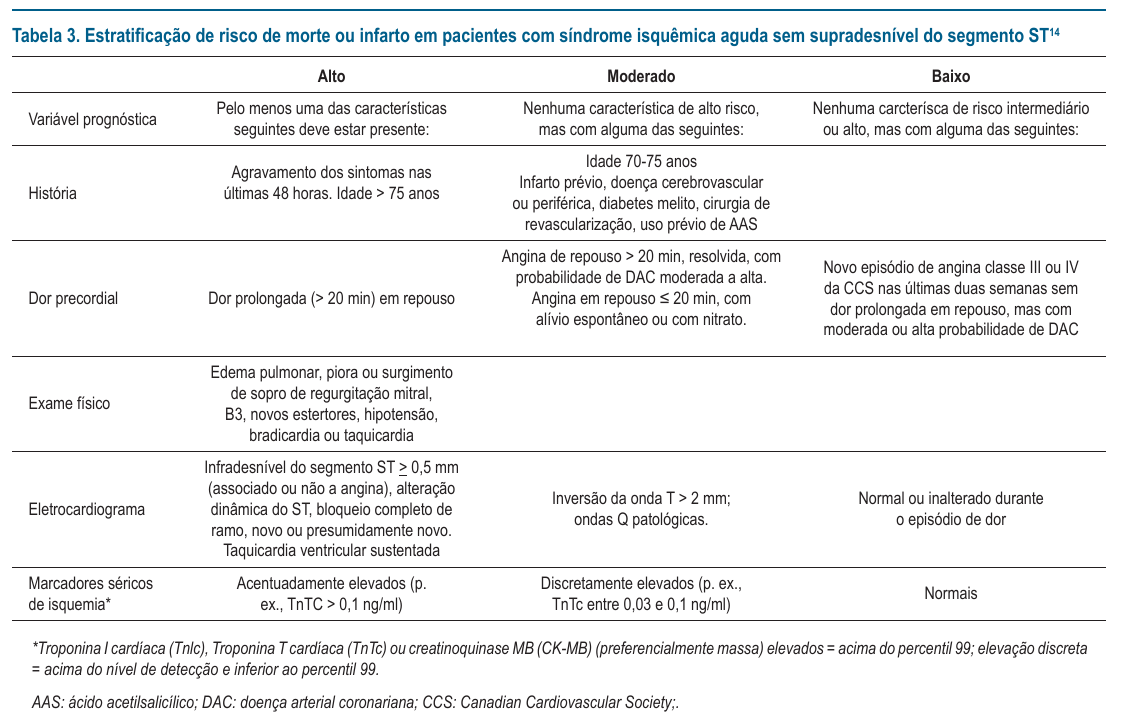 Tabela 3. Estratificação de risco de morte ou infarto em pacientes com síndrome isquêmica aguda sem supradesnível do segmento ST¹⁴
Alto
Moderado
Baixo
Variável prognóstica
Pelo menos uma das características
seguintes deve estar presente:
Nenhuma característica de alto risco,
mas com alguma das seguintes:
Nenhuma carcterísca de risco intermediário
ou alto, mas com alguma das seguintes:
História
Agravamento dos sintomas nas
últimas 48 horas. Idade > 75 anos
Idade 70-75 anos
Infarto prévio, doença cerebrovascular
ou periférica, diabetes melito, cirurgia de
revascularização, uso prévio de AAS
Dor precordial
Dor prolongada (> 20 min) em repouso
Angina de repouso > 20 min, resolvida, com
probabilidade de DAC moderada a alta.
Angina em repouso ≤ 20 min, com
alívio espontâneo ou com nitrato.
Novo episódio de angina classe III ou IV
da CCS nas últimas duas semanas sem
dor prolongada em repouso, mas com
moderada ou alta probabilidade de DAC
Exame físico
Edema pulmonar, piora ou surgimento
de sopro de regurgitação mitral,
B3, novos estertores, hipotensão,
bradicardia ou taquicardia
Eletrocardiograma
Infradesnível do segmento ST ≥ 0,5 mm
(associado ou não a angina), alteração
dinâmica do ST, bloqueio completo de
ramo, novo ou presumidamente novo.
Taquicardia ventricular sustentada
Inversão da onda T > 2 mm;
ondas Q patológicas.
Normal ou inalterado durante
o episódio de dor
Marcadores séricos
de isquemia*
Acentuadamente elevados (p.
ex., TnTC > 0,1 ng/ml)
Discretamente elevados (p. ex.,
TnTc entre 0,03 e 0,1 ng/ml)
Normais
*Troponina I cardíaca (TnIc), Troponina T cardíaca (TnTc) ou creatinoquinase MB (CK-MB) (preferencialmente massa) elevados = acima do percentil 99; elevação discreta
= acima do nível de detecção e inferior ao percentil 99.
AAS: ácido acetilsalicílico; DAC: doença arterial coronariana; CCS: Canadian Cardiovascular Society;.